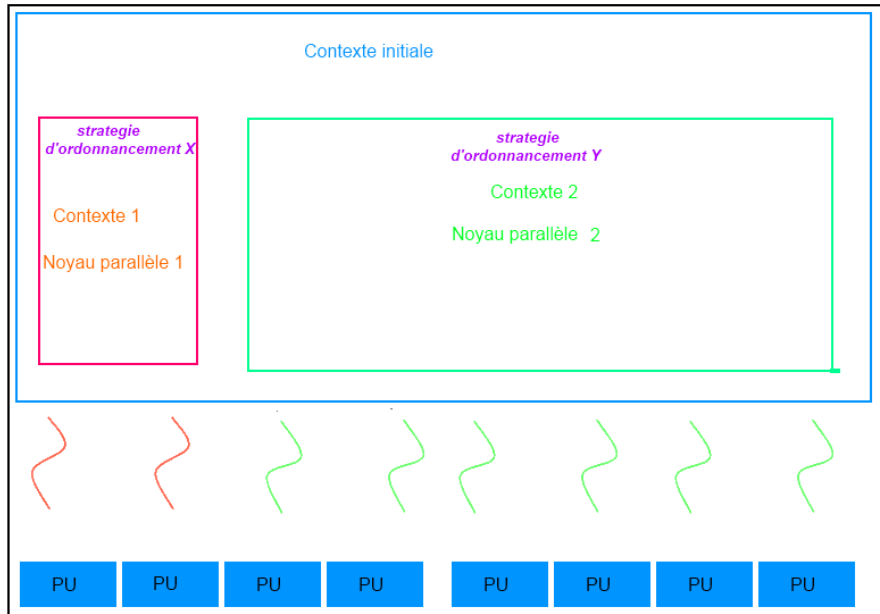 Contexte initiale
strategie
d'ordonnancement X
Contexte 1
Noyau parallèle 1
strategie
d'ordonnancement Y
Contexte 2
Noyau parallèle 2
PU PU PU PU PU PU PU PU